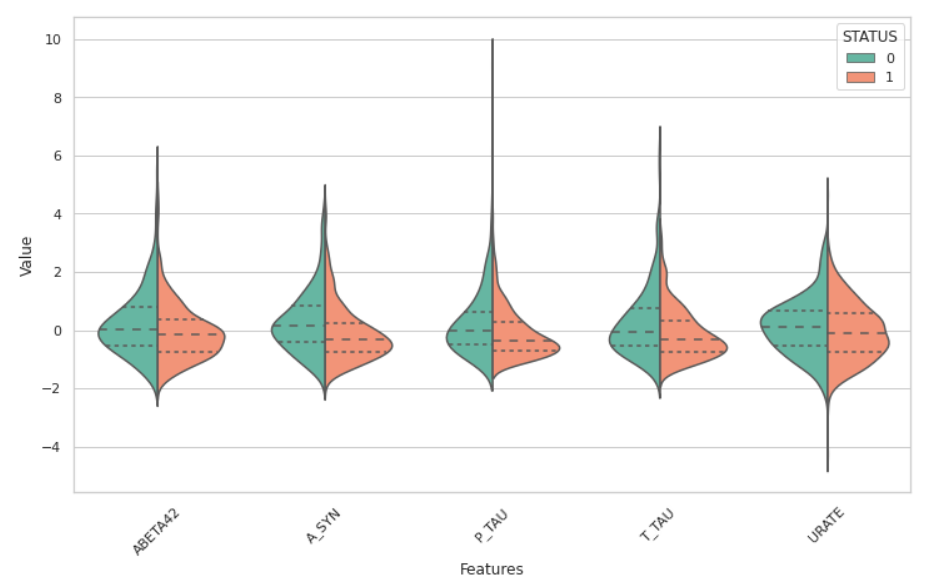 STATUS
0
1
10
8
6
4
2
0
−2
−4
Value
ABETA42
A_SYN
P_TAU
T_TAU
URATE
Features